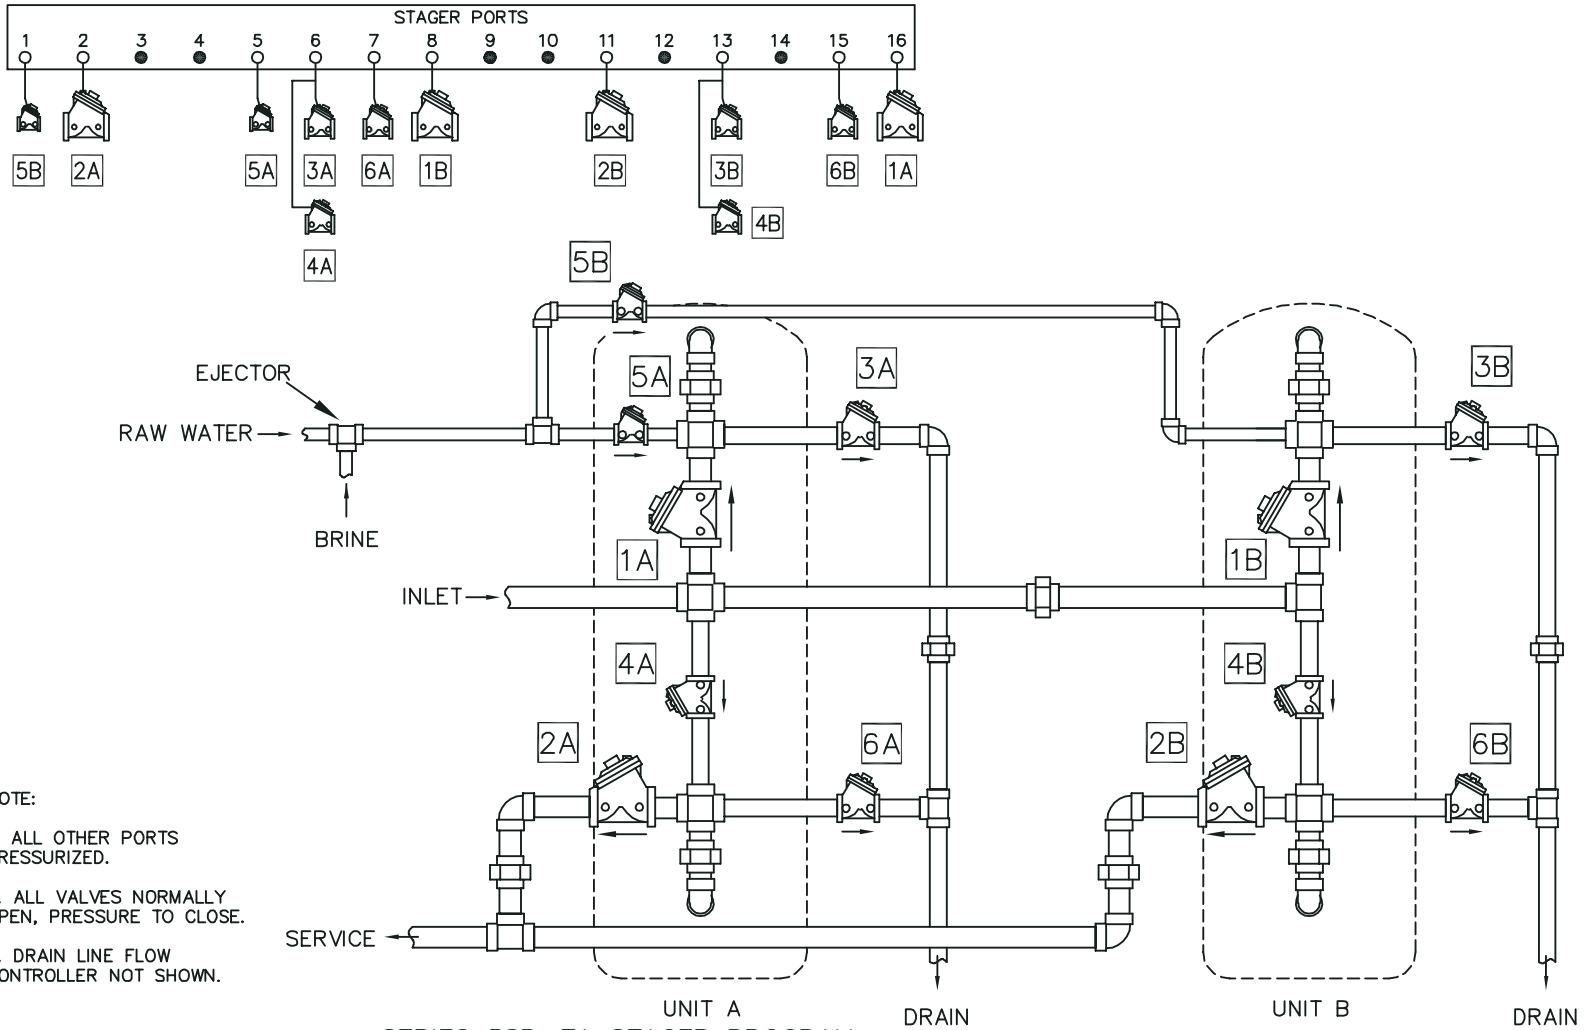 STAGER PORTS
1 2 3 4 5 6 7 8 9 10 11 12 13 14 15 16
5B 2A 5A 3A 6A 1B 2B 3B 6B 1A
4A 4B
5B
EJECTOR
5A 3A 3B
RAW WATER
BRINE
1A 1B
INLET
4A 4B
2A 6A 2B 6B
OTE:
ALL OTHER PORTS
RESSURIZED.
. ALL VALVES NORMALLY
PEN, PRESSURE TO CLOSE.
. DRAIN LINE FLOW
ONTROLLER NOT SHOWN.
SERVICE
UNIT A
DRAIN
UNIT B
DRAIN